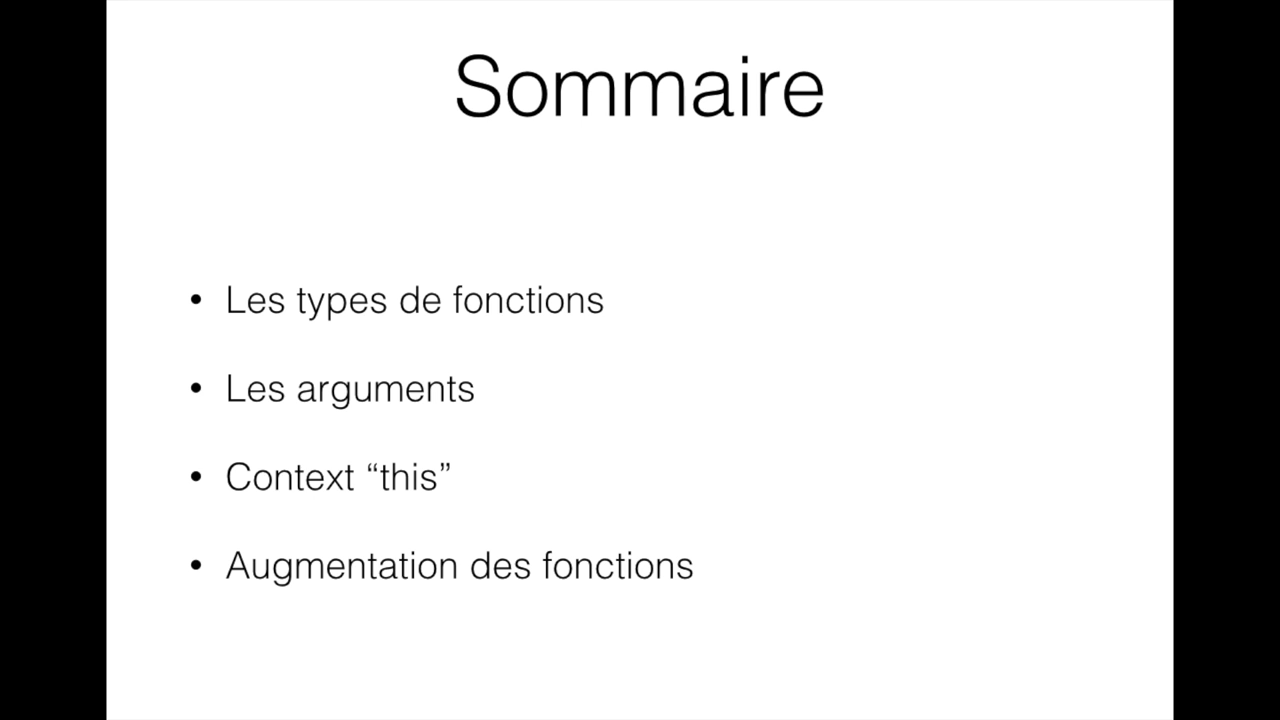 Sommaire
• Les types de fonctions
• Les arguments
• Context “this”
• Augmentation des fonctions